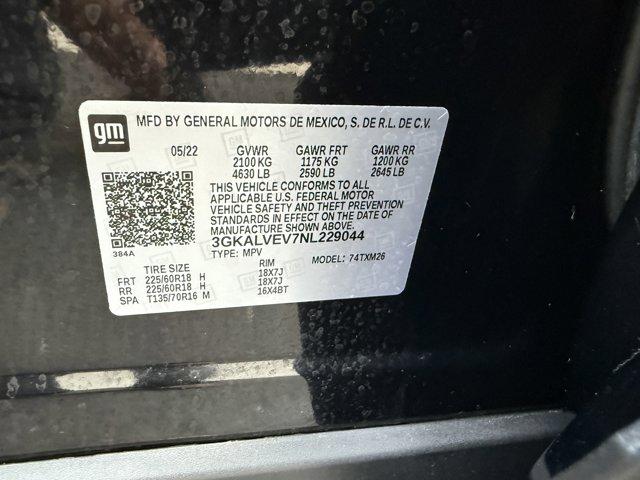 gm MFD BY GENERAL MOTORS DE MEXICO, S. DE R.L. DE C.V.
05/22 GVWR GAWR FRT GAWR RR
2100 KG 1175 KG 1200 KG
4630 LB 2590 LB 2645 LB
THIS VEHICLE CONFORMS TO ALL
APPLICABLE U.S. FEDERAL MOTOR
VEHICLE SAFETY AND THEFT PREVENTION
STANDARDS IN EFFECT ON THE DATE OF
MANUFACTURE SHOWN ABOVE.
3GKALVEV7NL229044
384A TYPE: MPV MODEL: 74TXM26
TIRE SIZE RIM
FRT 225/60R18 H 18X7J
RR 225/60R18 H 18X7J
SPA T135/70R16 M 16X4BT